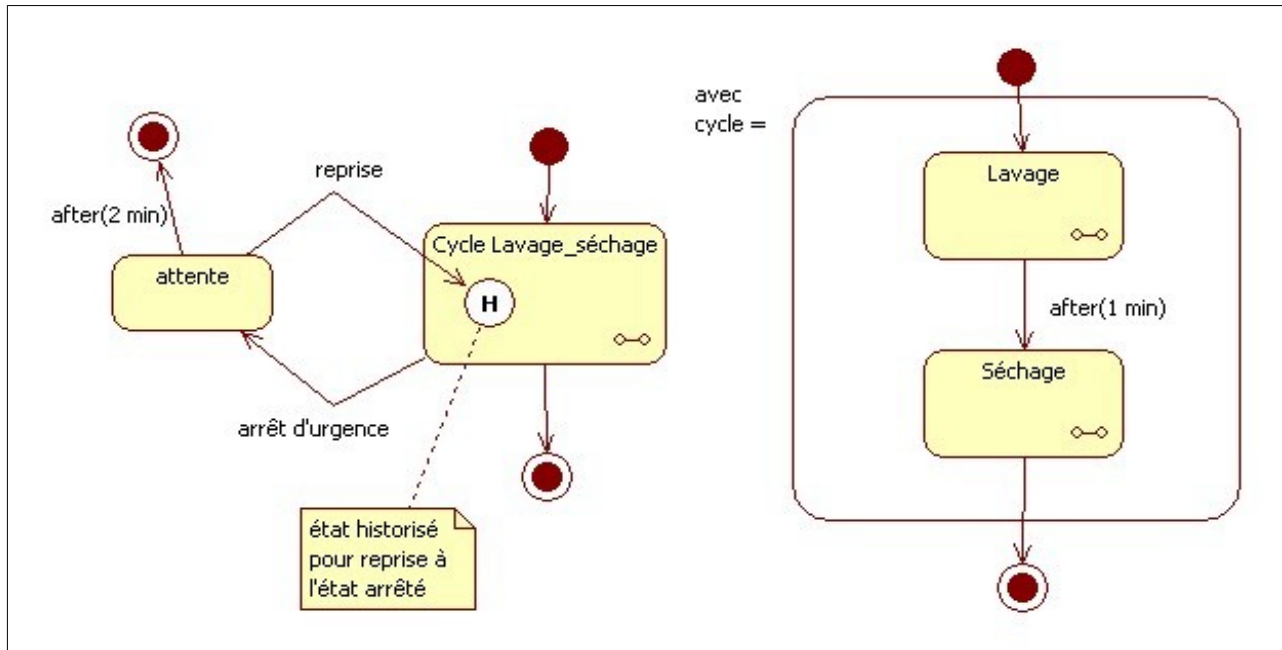 avec
cycle =
Lavage
reprise
after(2 min)
Cycle Lavage_séchage
attente
H
after(1 min)
Séchage
arrêt d'urgence
état historisé
pour reprise à
l'état arrêté